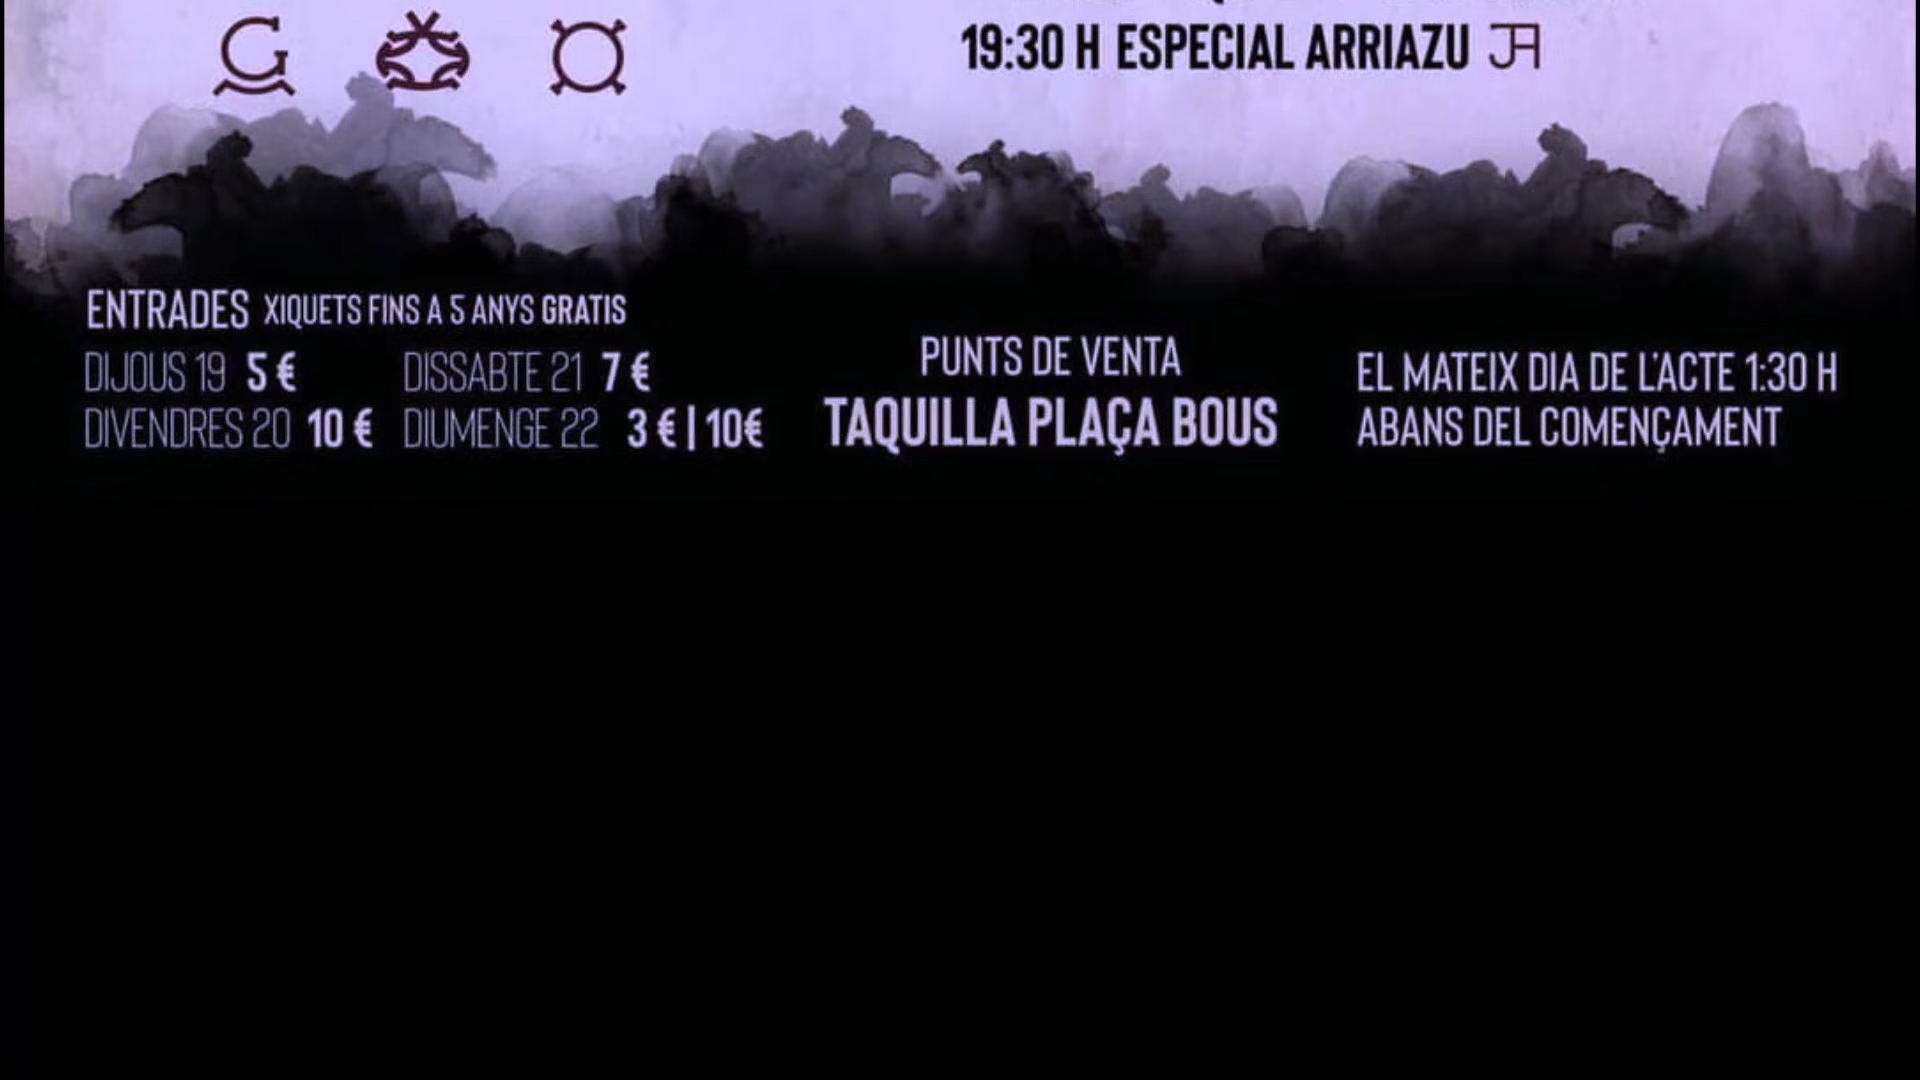 19:30 H ESPECIAL ARRIAZU
ENTRADES XIQUETS FINS A 5 ANYS GRATIS
DIJOUS 19 5 € DISSABTE 21 7 €
DIVENDRES 20 10 € DIUMENGE 22 3 € | 10€
PUNTS DE VENTA
TAQUILLA PLAÇA BOUS
EL MATEIX DIA DE L'ACTE 1:30 H
ABANS DEL COMENÇAMENT